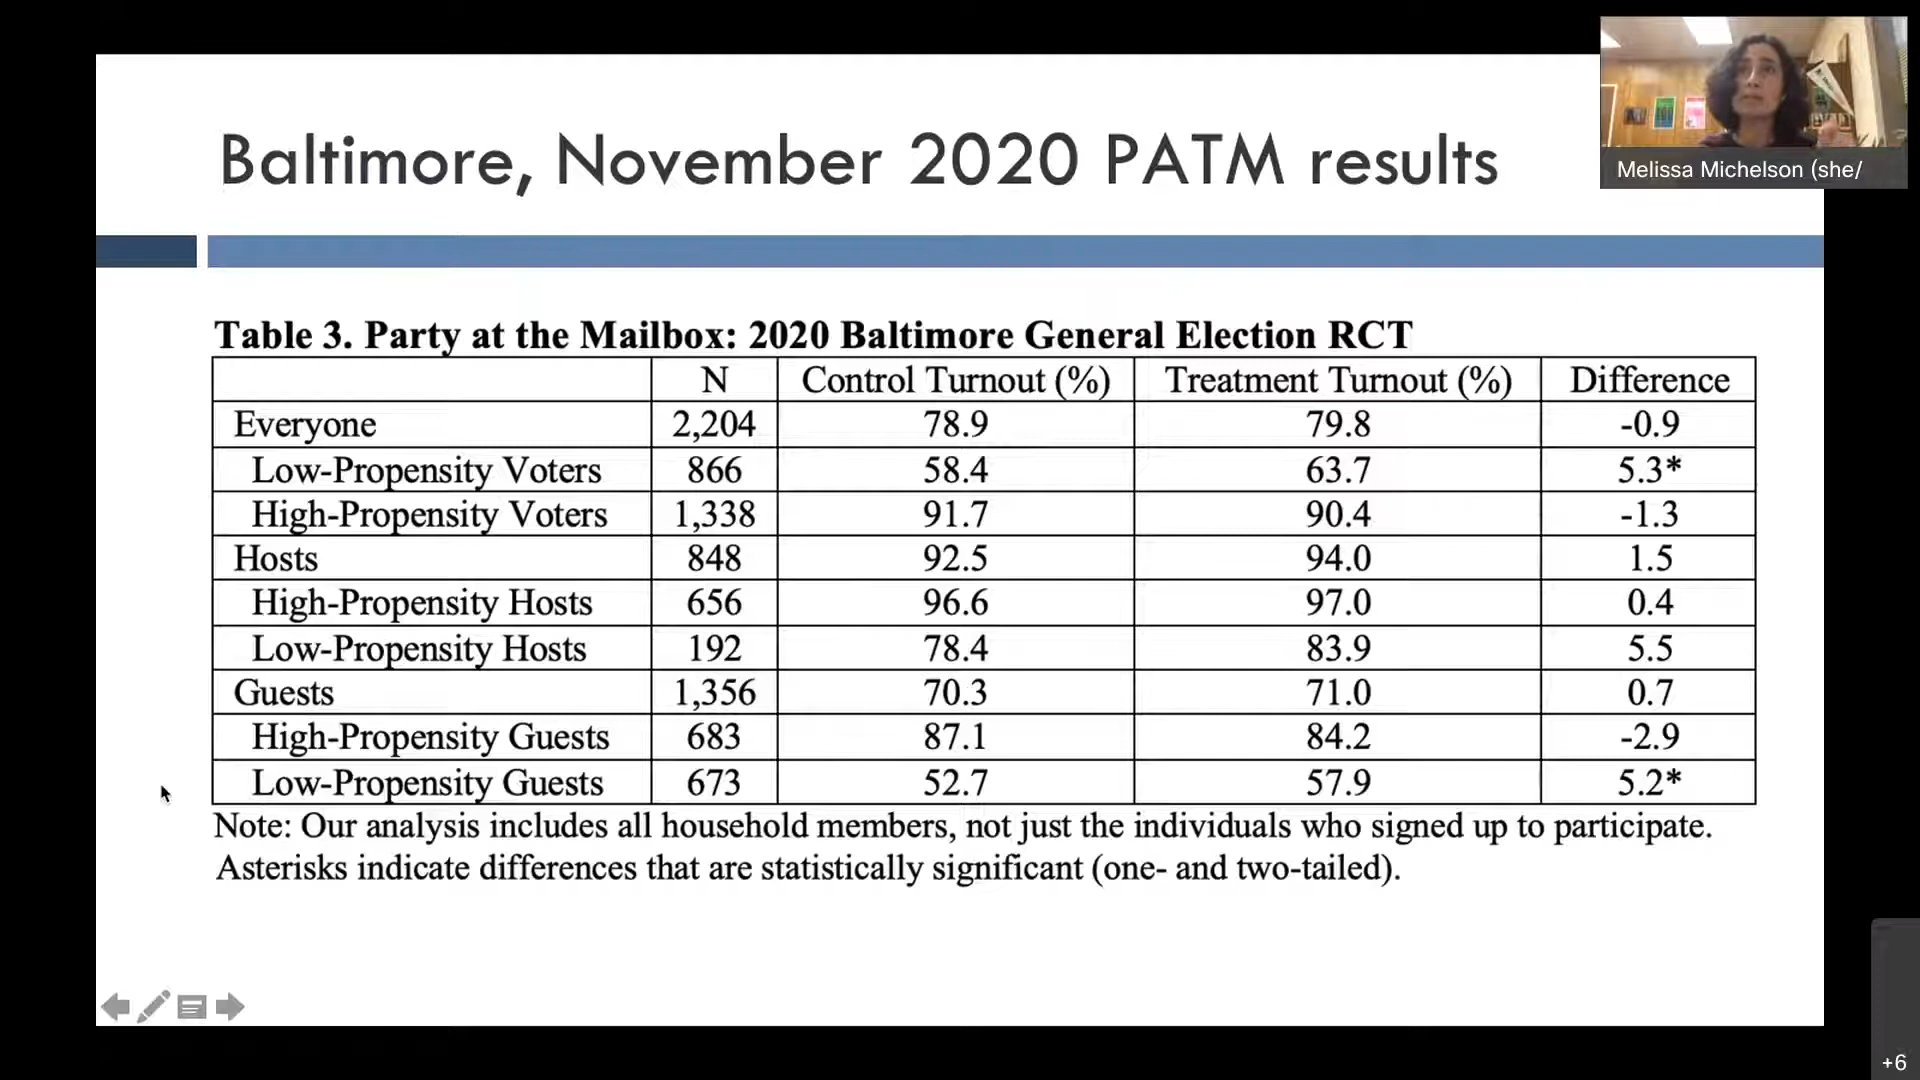 Baltimore, November 2020 PATM results
Melissa Michelson (she/
Table 3. Party at the Mailbox: 2020 Baltimore General Election RCT
N Control Turnout (%) Treatment Turnout (%) Difference
Everyone 2,204 78.9 79.8 -0.9
Low-Propensity Voters 866 58.4 63.7 5.3*
High-Propensity Voters 1,338 91.7 90.4 -1.3
Hosts 848 92.5 94.0 1.5
High-Propensity Hosts 656 96.6 97.0 0.4
Low-Propensity Hosts 192 78.4 83.9 5.5
Guests 1,356 70.3 71.0 0.7
High-Propensity Guests 683 87.1 84.2 -2.9
Low-Propensity Guests 673 52.7 57.9 5.2*
Note: Our analysis includes all household members, not just the individuals who signed up to participate.
Asterisks indicate differences that are statistically significant (one- and two-tailed).
+6